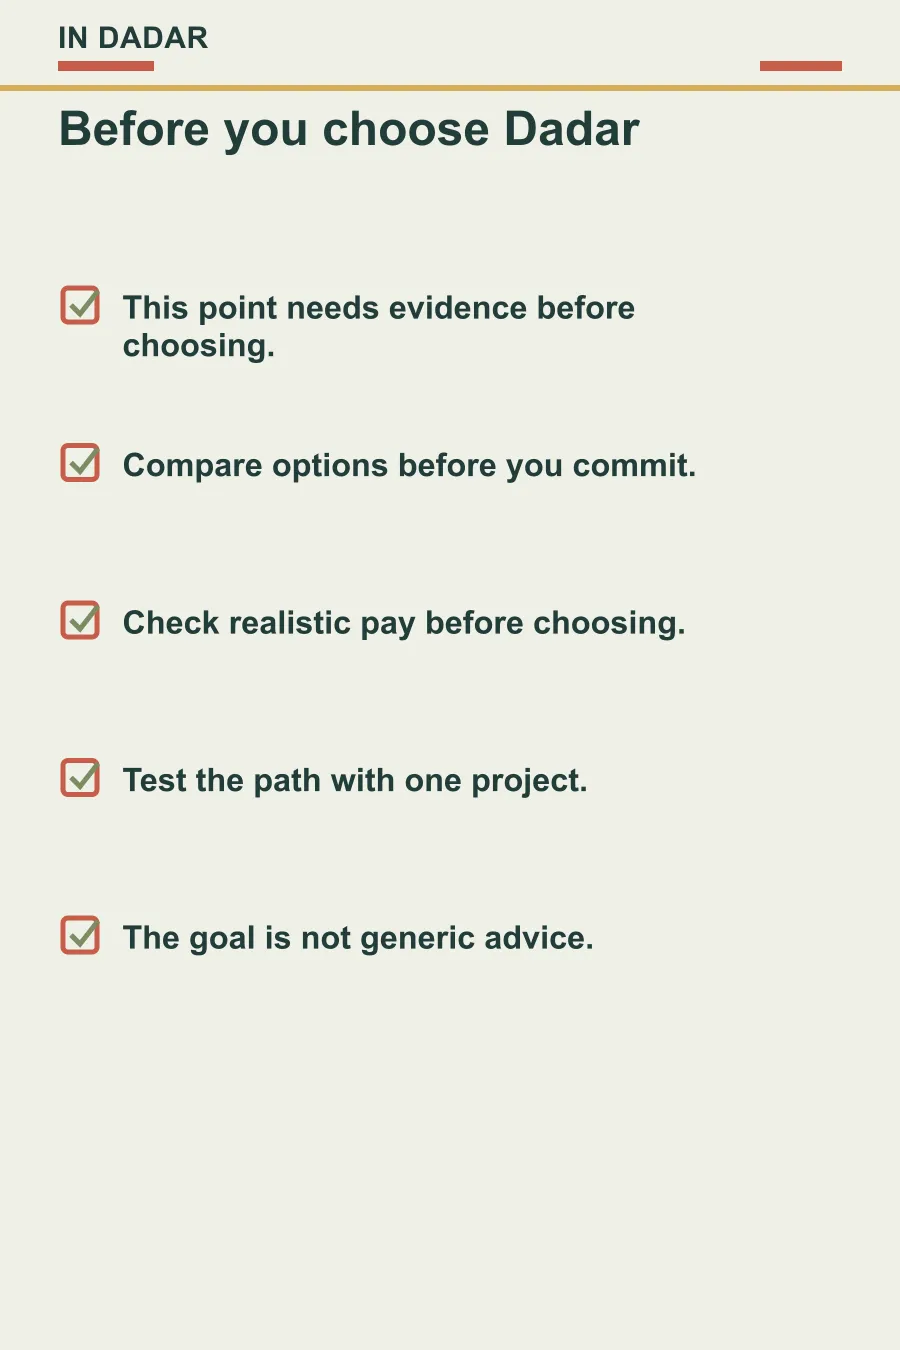 IN DADAR
Before you choose Dadar
This point needs evidence before
choosing.
Compare options before you commit.
Check realistic pay before choosing.
Test the path with one project.
The goal is not generic advice.